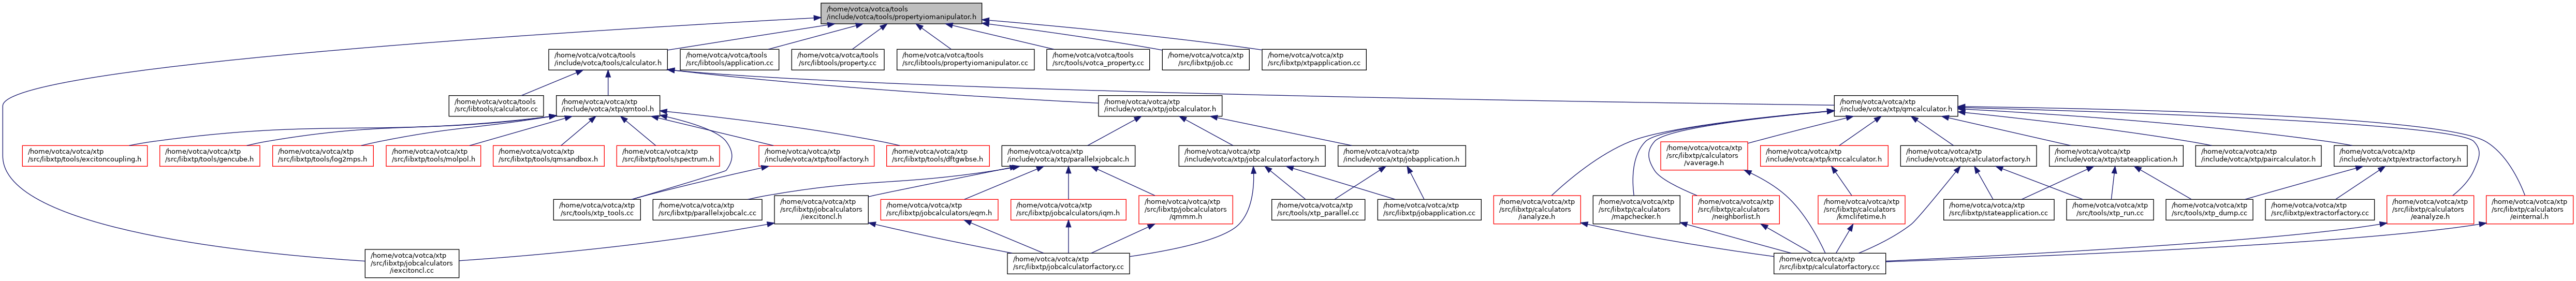 /home/votca/votca/tools
/include/votca/tools/propertyiomanipulator.h
/home/votca/votca/tools
/include/votca/tools/calculator.h
/home/votca/votca/tools
/src/libtools/application.cc
/home/votca/votca/tools
/src/libtools/property.cc
/home/votca/votca/tools
/src/libtools/propertyiomanipulator.cc
/home/votca/votca/tools
/src/tools/votca_property.cc
/home/votca/votca/xtp
/src/libxtp/job.cc
/home/votca/votca/xtp
/src/libxtp/xtpapplication.cc
/home/votca/votca/tools
/src/libtools/calculator.cc
/home/votca/votca/xtp
/include/votca/xtp/qmtool.h
/home/votca/votca/xtp
/include/votca/xtp/jobcalculator.h
/home/votca/votca/xtp
/include/votca/xtp/qmcalculator.h
/home/votca/votca/xtp
/src/libxtp/tools/excitoncoupling.h
/home/votca/votca/xtp
/src/libxtp/tools/gencube.h
/home/votca/votca/xtp
/src/libxtp/tools/log2mps.h
/home/votca/votca/xtp
/src/libxtp/tools/molpol.h
/home/votca/votca/xtp
/src/libxtp/tools/qmsandbox.h
/home/votca/votca/xtp
/src/libxtp/tools/spectrum.h
/home/votca/votca/xtp
/include/votca/xtp/toolfactory.h
/home/votca/votca/xtp
/src/libxtp/tools/dftgwbse.h
/home/votca/votca/xtp
/include/votca/xtp/parallelxjobcalc.h
/home/votca/votca/xtp
/include/votca/xtp/jobcalculatorfactory.h
/home/votca/votca/xtp
/include/votca/xtp/jobapplication.h
/home/votca/votca/xtp
/src/libxtp/calculators
/vaverage.h
/home/votca/votca/xtp
/include/votca/xtp/kmccalculator.h
/home/votca/votca/xtp
/include/votca/xtp/calculatorfactory.h
/home/votca/votca/xtp
/include/votca/xtp/stateapplication.h
/home/votca/votca/xtp
/include/votca/xtp/paircalculator.h
/home/votca/votca/xtp
/include/votca/xtp/extractorfactory.h
/home/votca/votca/xtp
/src/tools/xtp_tools.cc
/home/votca/votca/xtp
/src/libxtp/parallelxjobcalc.cc
/home/votca/votca/xtp
/src/libxtp/jobcalculators
/iexcitoncl.h
/home/votca/votca/xtp
/src/libxtp/jobcalculators/eqm.h
/home/votca/votca/xtp
/src/libxtp/jobcalculators/iqm.h
/home/votca/votca/xtp
/src/libxtp/jobcalculators
/qmmm.h
/home/votca/votca/xtp
/src/tools/xtp_parallel.cc
/home/votca/votca/xtp
/src/libxtp/jobapplication.cc
/home/votca/votca/xtp
/src/libxtp/calculators
/ianalyze.h
/home/votca/votca/xtp
/src/libxtp/calculators
/mapchecker.h
/home/votca/votca/xtp
/src/libxtp/calculators
/neighborlist.h
/home/votca/votca/xtp
/src/libxtp/calculators
/kmclifetime.h
/home/votca/votca/xtp
/src/libxtp/stateapplication.cc
/home/votca/votca/xtp
/src/tools/xtp_run.cc
/home/votca/votca/xtp
/src/tools/xtp_dump.cc
/home/votca/votca/xtp
/src/libxtp/extractorfactory.cc
/home/votca/votca/xtp
/src/libxtp/calculators
/eanalyze.h
/home/votca/votca/xtp
/src/libxtp/calculators
/einternal.h
/home/votca/votca/xtp
/src/libxtp/jobcalculators
/iexcitoncl.cc
/home/votca/votca/xtp
/src/libxtp/jobcalculatorfactory.cc
/home/votca/votca/xtp
/src/libxtp/calculatorfactory.cc